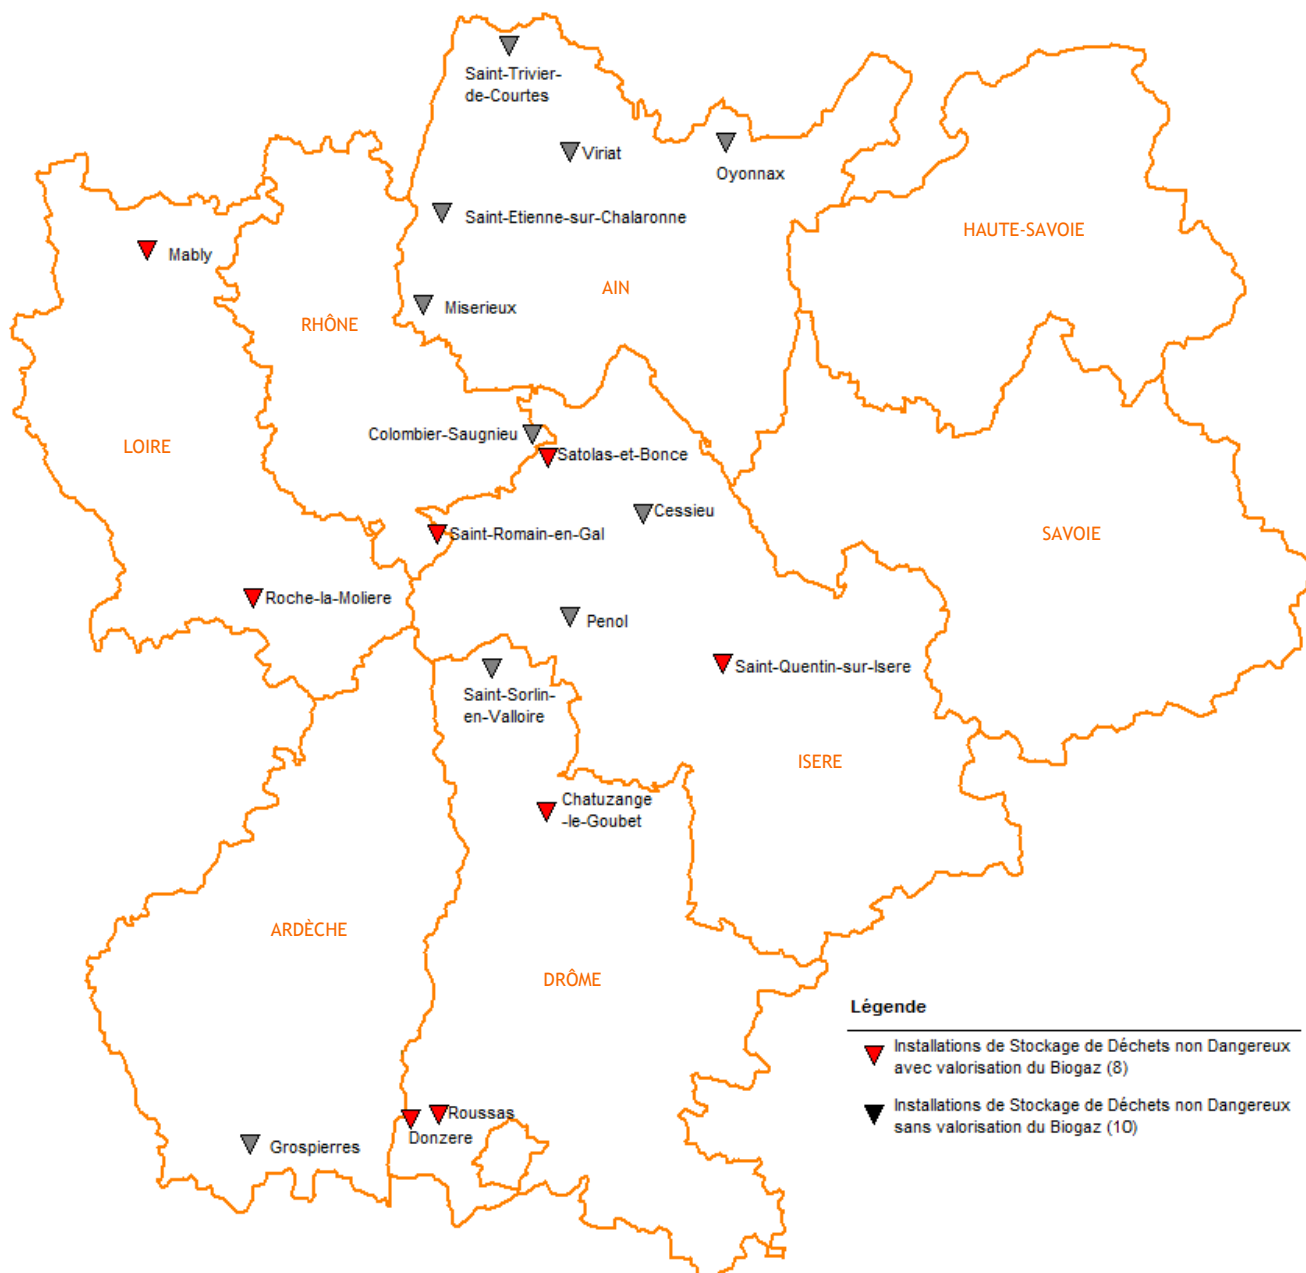 Saint-Trivier-
de-Courtes
Viriat
Oyonnax
Saint-Etienne-sur-Chalaronne
HAUTE-SAVOIE
Mably
AIN
Miserieux
RHÔNE
Colombier-Saugnieu
LOIRE
Satolas-et-Bonce
Cessieu
Saint-Romain-en-Gal
SAVOIE
Roche-la-Moliere
Penol
Saint-Quentin-sur-Isere
Saint-Sorlin-
en-Valloire
ISERE
Chatuzange
-le-Goubet
ARDÈCHE
DRÔME
Légende
Installations de Stockage de Déchets non Dangereux
avec valorisation du Biogaz (8)
Installations de Stockage de Déchets non Dangereux
sans valorisation du Biogaz (10)
Roussas
Donzere
Grospierres